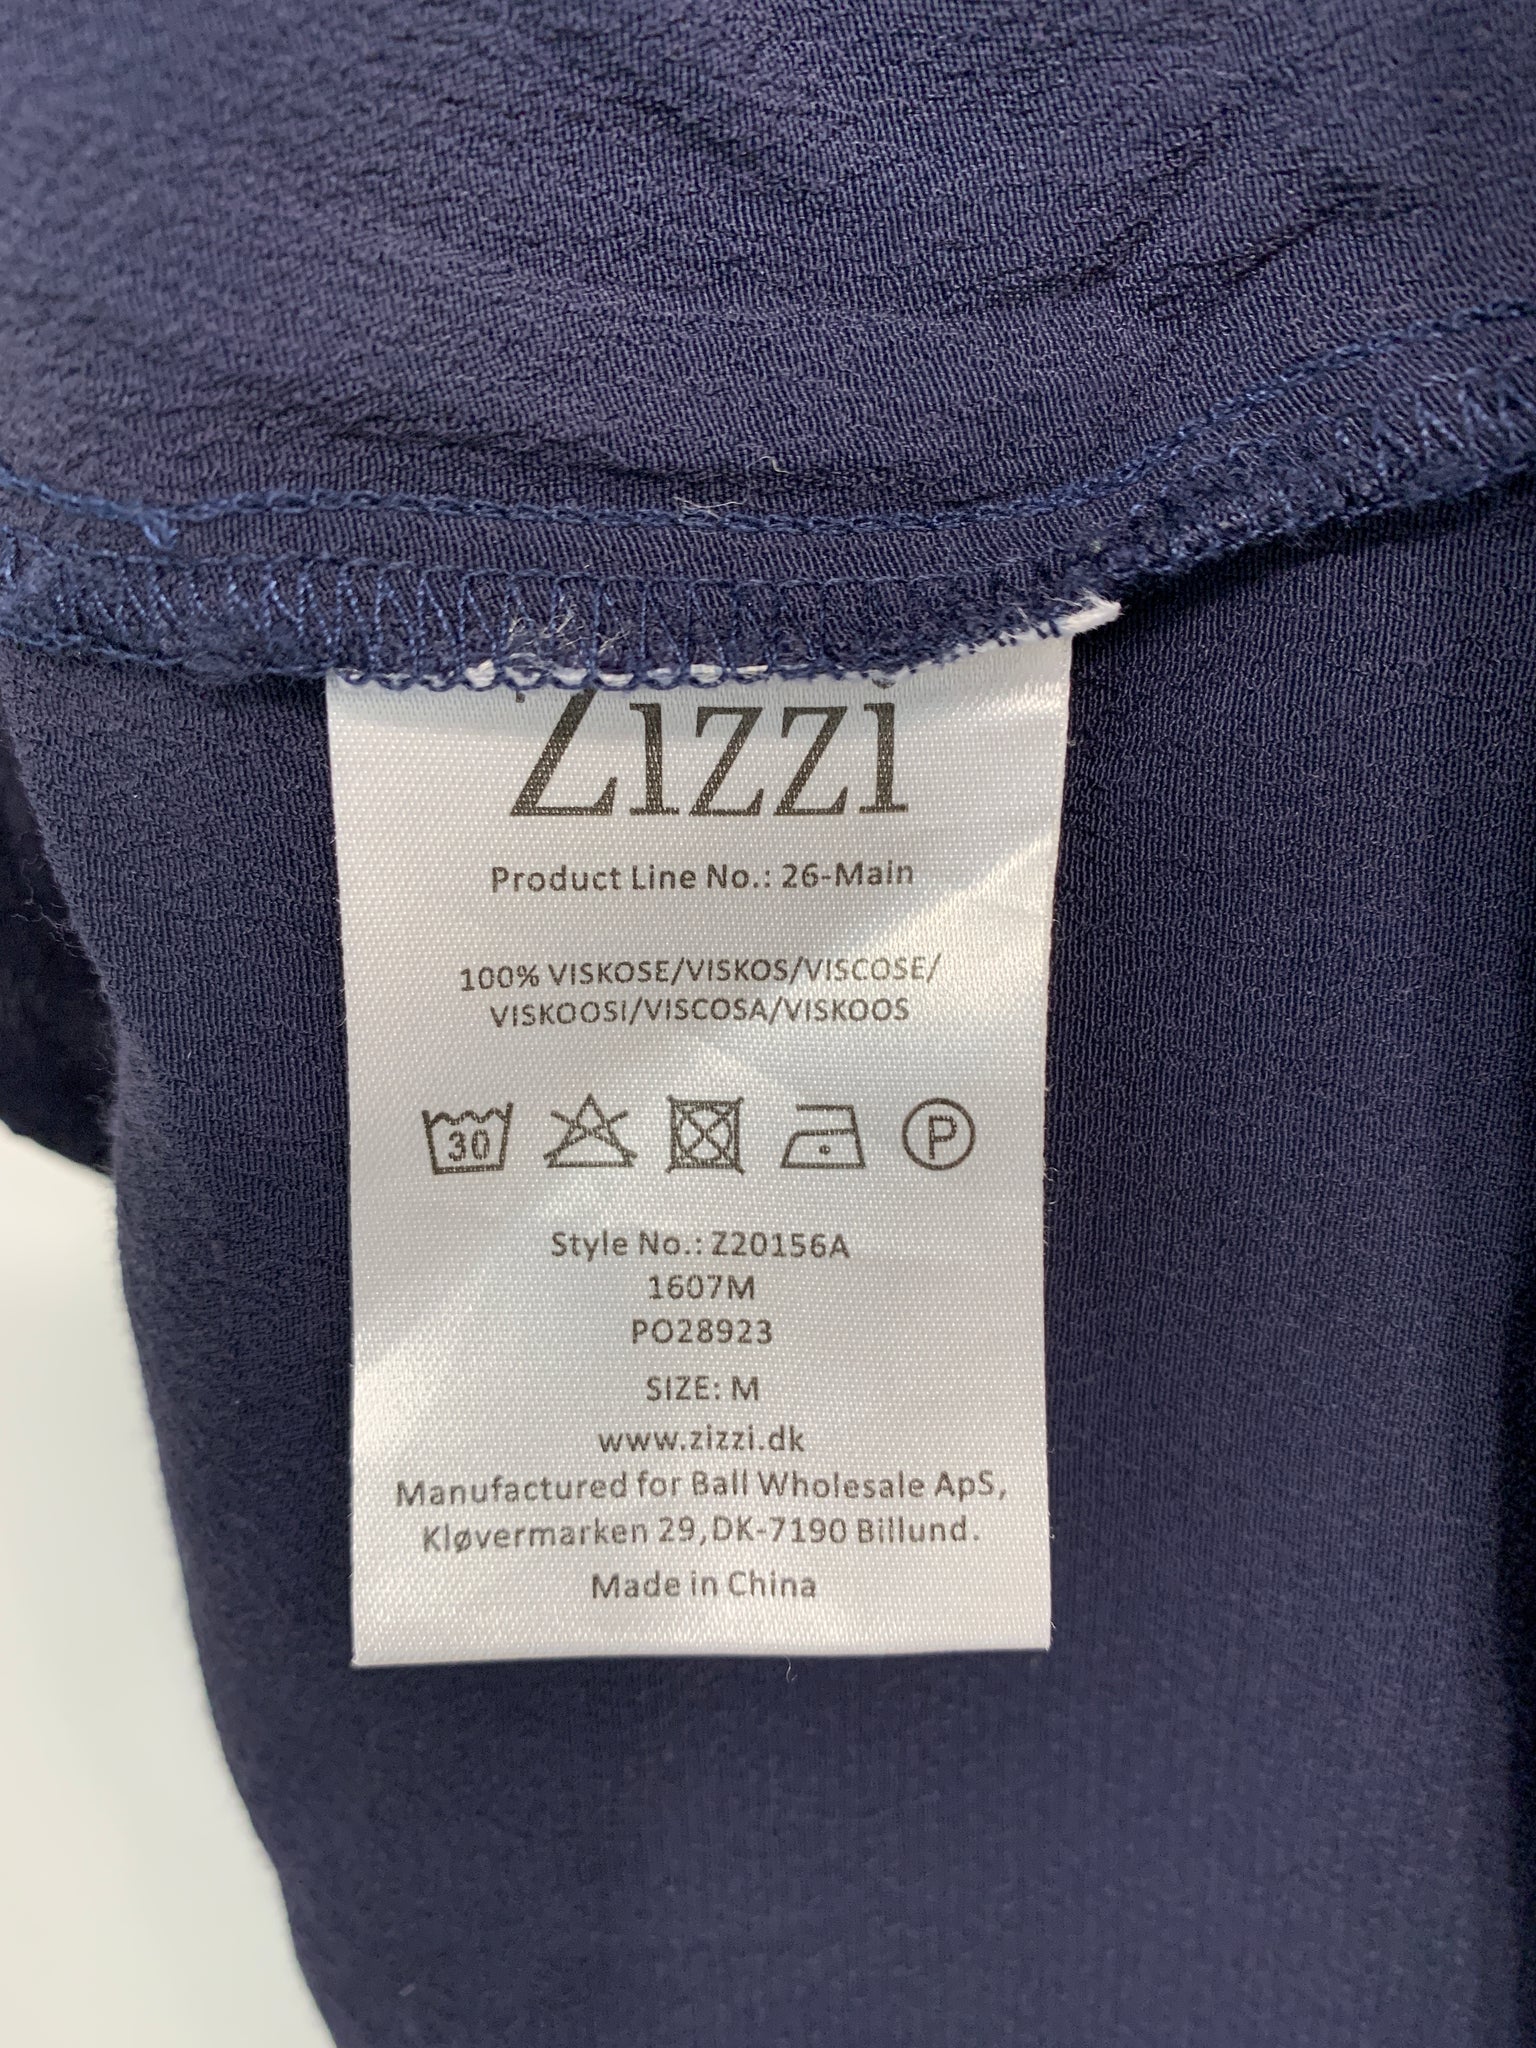 Zizzi
Product Line No.: 26-Main
100% VISKOSE/VISKOS/VISCOSE/
VISKOOSI/VISCOSA/VISKOOS
30
P
Style No.: Z20156A
1607M
PO28923
SIZE: M
www.zizzi.dk
Manufactured for Ball Wholesale ApS,
Kløvermarken 29,DK-7190 Billund.
Made in China